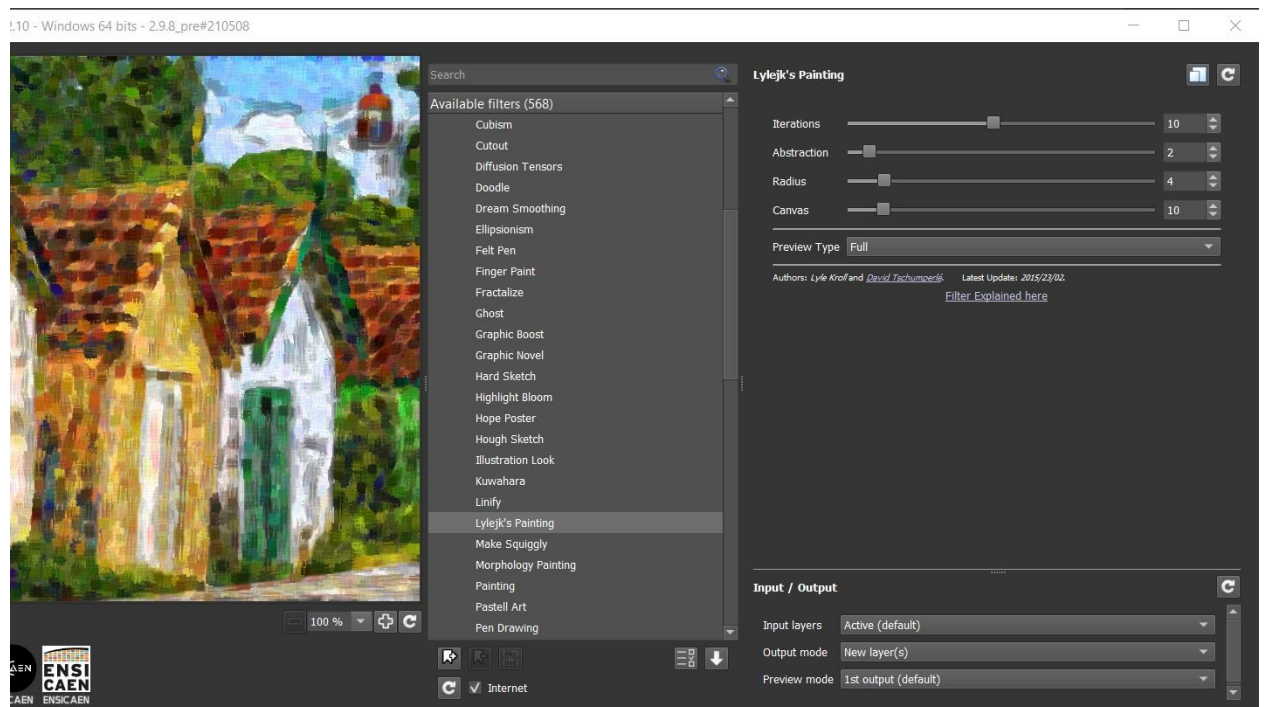 2.10 - Windows 64 bits - 2.9.8_pre#210508
Search
Available filters (568)
Cubism
Cutout
Diffusion Tensors
Doodle
Dream Smoothing
Ellipsionism
Felt Pen
Finger Paint
Fractalize
Ghost
Graphic Boost
Graphic Novel
Hard Sketch
Highlight Bloom
Hope Poster
Hough Sketch
Illustration Look
Kuwahara
Linify
Lylejk's Painting
Make Squiggly
Morphology Painting
Painting
Pastell Art
Pen Drawing
Internet
100 %
ENSI
CAEN
ENSICAEN
Lylejk's Painting
Iterations 10
Abstraction 2
Radius 4
Canvas 10
Preview Type Full
Authors: Lyle Kroll and David Tschumperlé. Latest Update: 2015/23/02.
Filter Explained here
Input / Output
Input layers Active (default)
Output mode New layer(s)
Preview mode 1st output (default)